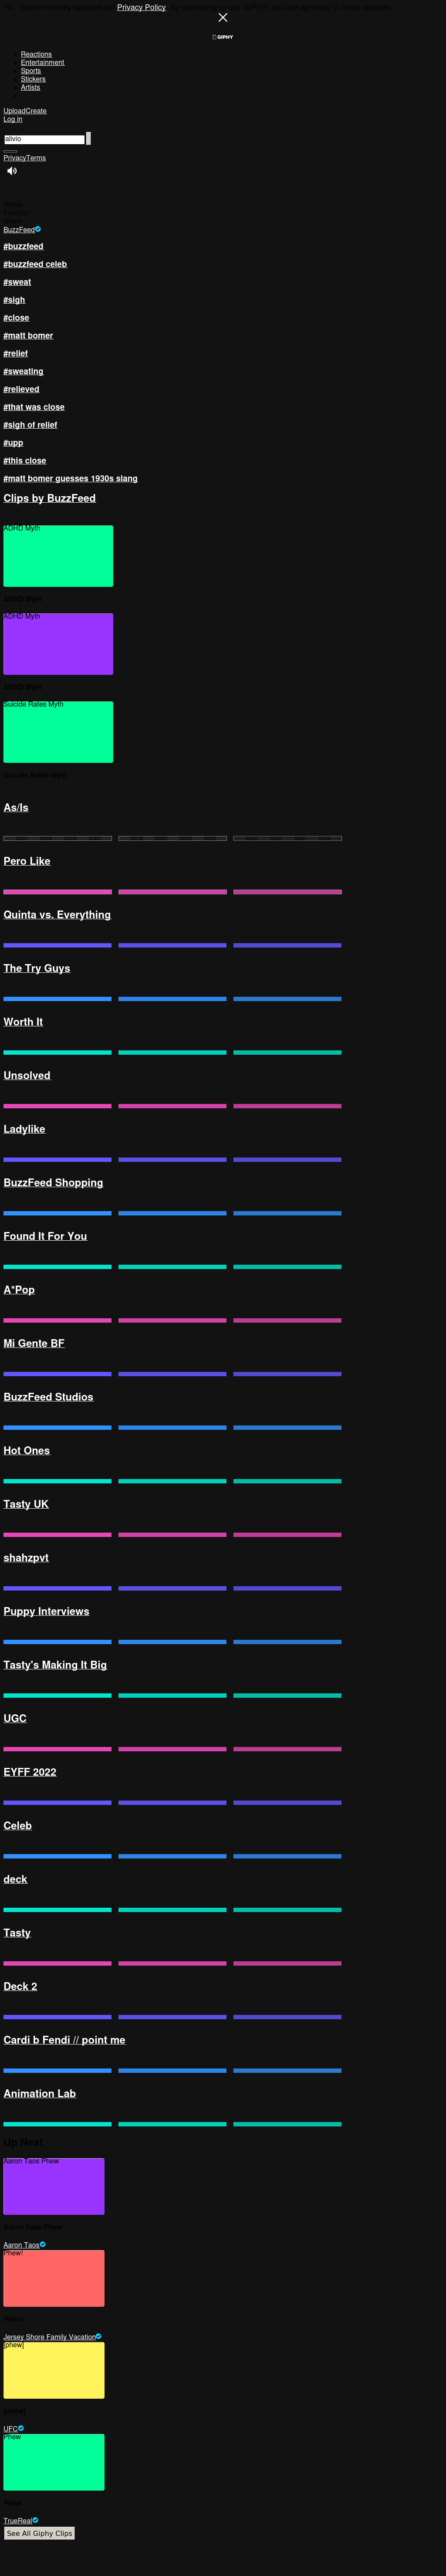 Hi! We've recently updated our Privacy Policy. By continuing to use GIPHY, you are agreeing to these updates.
GIPHY
Reactions
Entertainment
Sports
Stickers
Artists
UploadCreate
Log in
alivio
PrivacyTerms
Share
BuzzFeed
#buzzfeed
#buzzfeed celeb
#sweat
#sigh
#close
#matt bomer
#relief
#sweating
#relieved
#that was close
#sigh of relief
#upp
#this close
#matt bomer guesses 1930s slang
Clips by BuzzFeed
ADHD Myth
ADHD Myth
ADHD Myth
ADHD Myth
Suicide Rates Myth
Suicide Rates Myth
As/Is
Pero Like
Quinta vs. Everything
The Try Guys
Worth It
Unsolved
Ladylike
BuzzFeed Shopping
Found It For You
A*Pop
Mi Gente BF
BuzzFeed Studios
Hot Ones
Tasty UK
shahzpvt
Puppy Interviews
Tasty's Making It Big
UGC
EYFF 2022
Celeb
deck
Tasty
Deck 2
Cardi b Fendi // point me
Animation Lab
Up Next
Aaron Taos Phew
Aaron Taos Phew
Aaron Taos
Phew!
Phew!
Jersey Shore Family Vacation
[phew]
[phew]
UFC
Phew
Phew
TrueReal
See All Giphy Clips